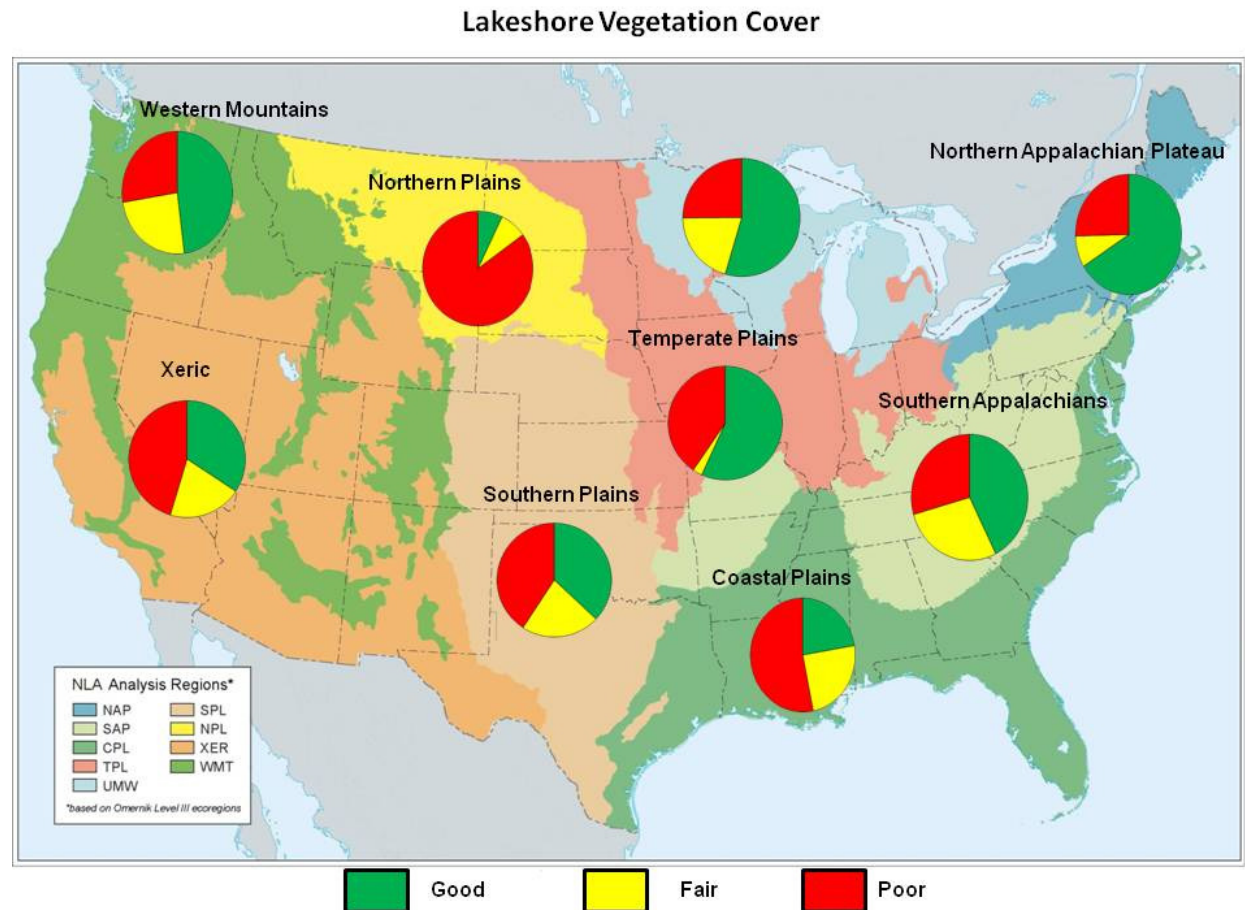 Lakeshore Vegetation Cover
Western Mountains
Northern Appalachian Plateau
Northern Plains
Temperate Plains
Xeric
Southern Appalachians
Southern Plains
Coastal Plains
NLA Analysis Regions*
NAP SPL
SAP NPL
CPL XER
TPL WMT
UMW
*based on Omernik Level III ecoregions
Good Fair Poor